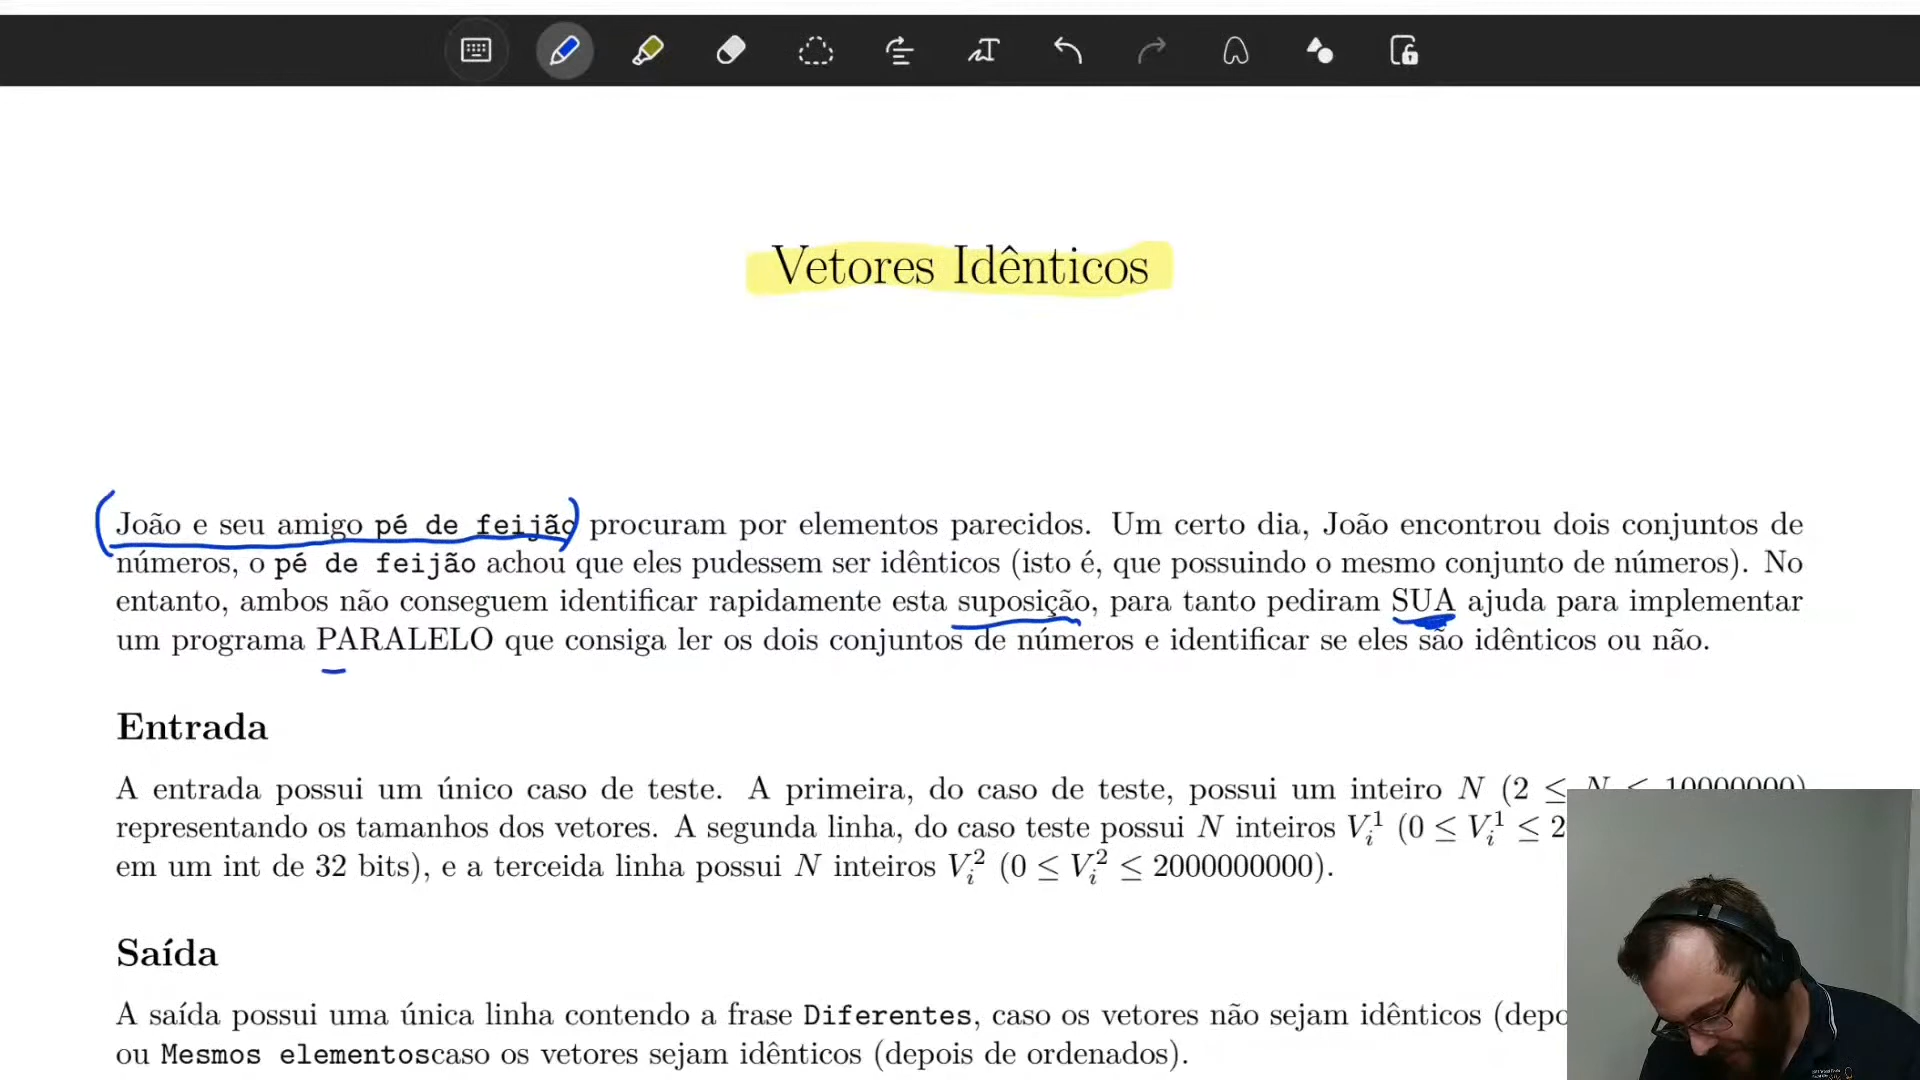 Vetores Idênticos
João e seu amigo pé de feijão procuram por elementos parecidos. Um certo dia, João encontrou dois conjuntos de
números, o pé de feijão achou que eles pudessem ser idênticos (isto é, que possuindo o mesmo conjunto de números). No
entanto, ambos não conseguem identificar rapidamente esta suposição, para tanto pediram SUA ajuda para implementar
um programa PARALELO que consiga ler os dois conjuntos de números e identificar se eles são idênticos ou não.
Entrada
A entrada possui um único caso de teste. A primeira, do caso de teste, possui um inteiro N (2 ≤ N ≤ 10000000)
representando os tamanhos dos vetores. A segunda linha, do caso teste possui N inteiros V_i^1 (0 ≤ V_i^1 ≤ 2
em um int de 32 bits), e a terceida linha possui N inteiros V_i^2 (0 ≤ V_i^2 ≤ 2000000000).
Saída
A saída possui uma única linha contendo a frase Diferentes, caso os vetores não sejam idênticos (depo
ou Mesmos elementoscaso os vetores sejam idênticos (depois de ordenados).